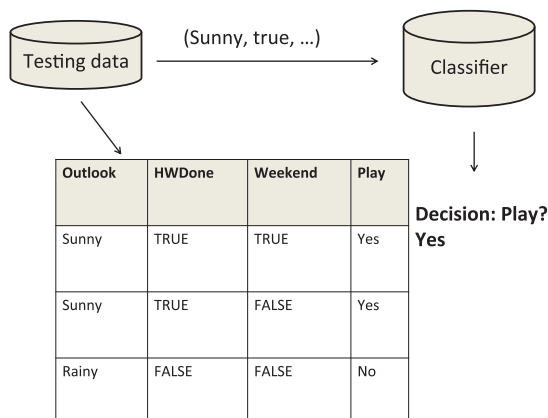 (Sunny, true, …)
Testing data
Classifier
Outlook HWDone Weekend Play
Decision: Play?
Yes
Sunny TRUE TRUE Yes
Sunny TRUE FALSE Yes
Rainy FALSE FALSE No